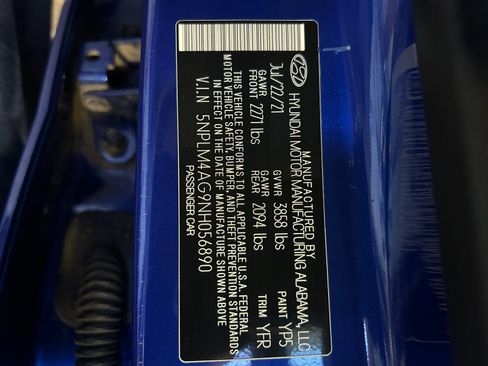 MANUFACTURED BY
HYUNDAI MOTOR MANUFACTURING ALABAMA, LLC
Jul/22/21 GVWR 3858 lbs PAINT YP5
GAWR FRONT 2271 lbs GAWR REAR 2094 lbs TRIM YFR
THIS VEHICLE CONFORMS TO ALL APPLICABLE U.S.A. FEDERAL
MOTOR VEHICLE SAFETY, BUMPER, AND THEFT PREVENTION STANDARDS
IN EFFECT ON THE DATE OF MANUFACTURE SHOWN ABOVE
V.I.N 5NPLM4AG9NH056890
PASSENGER CAR